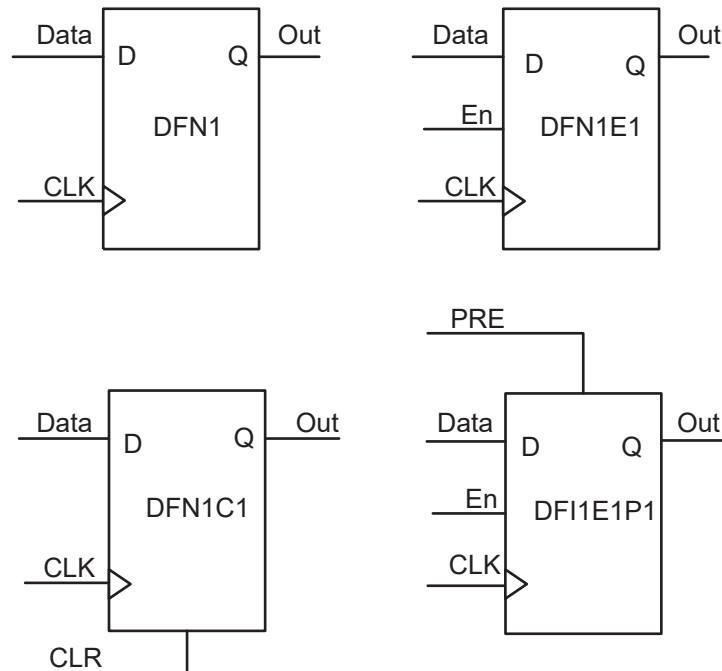 Data
Out
D
Q
DFN1
CLK
Data
Out
D
Q
En
DFN1E1
CLK
Data
Out
D
Q
DFN1C1
CLK
CLR
PRE
Data
Out
D
Q
En
DFI1E1P1
CLK